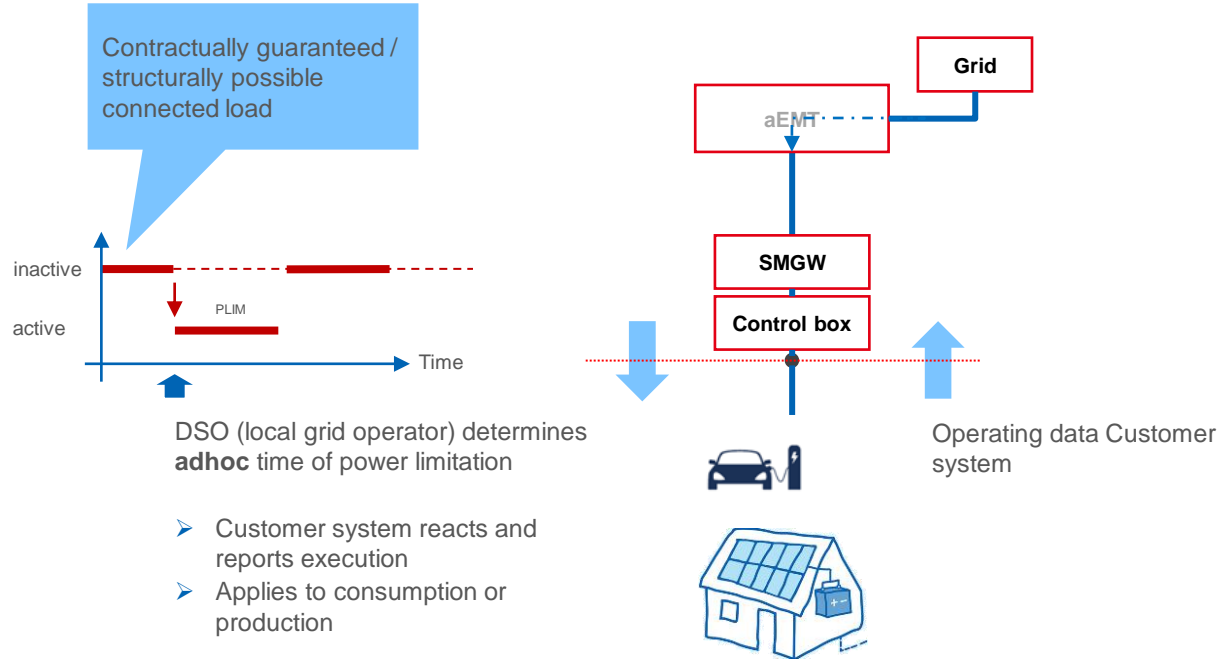 Contractually guaranteed /
structurally possible
connected load
inactive
active
PLIM
Time
DSO (local grid operator) determines
adhoc time of power limitation
Customer system reacts and
reports execution
Applies to consumption or
production
Grid
aEMT
SMGW
Control box
Operating data Customer
system